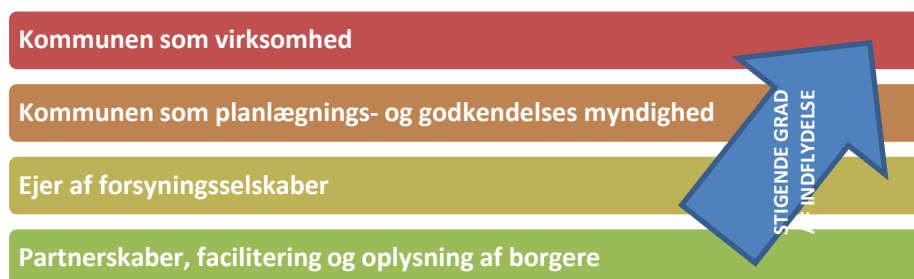 Kommunen som virksomhed
Kommunen som planlægnings- og godkendelses myndighed
Ejer af forsyningsselskaber
Partnerskaber, facilitering og oplysning af borgere
STIGENDE GRAD
AF INDFLYDELSE